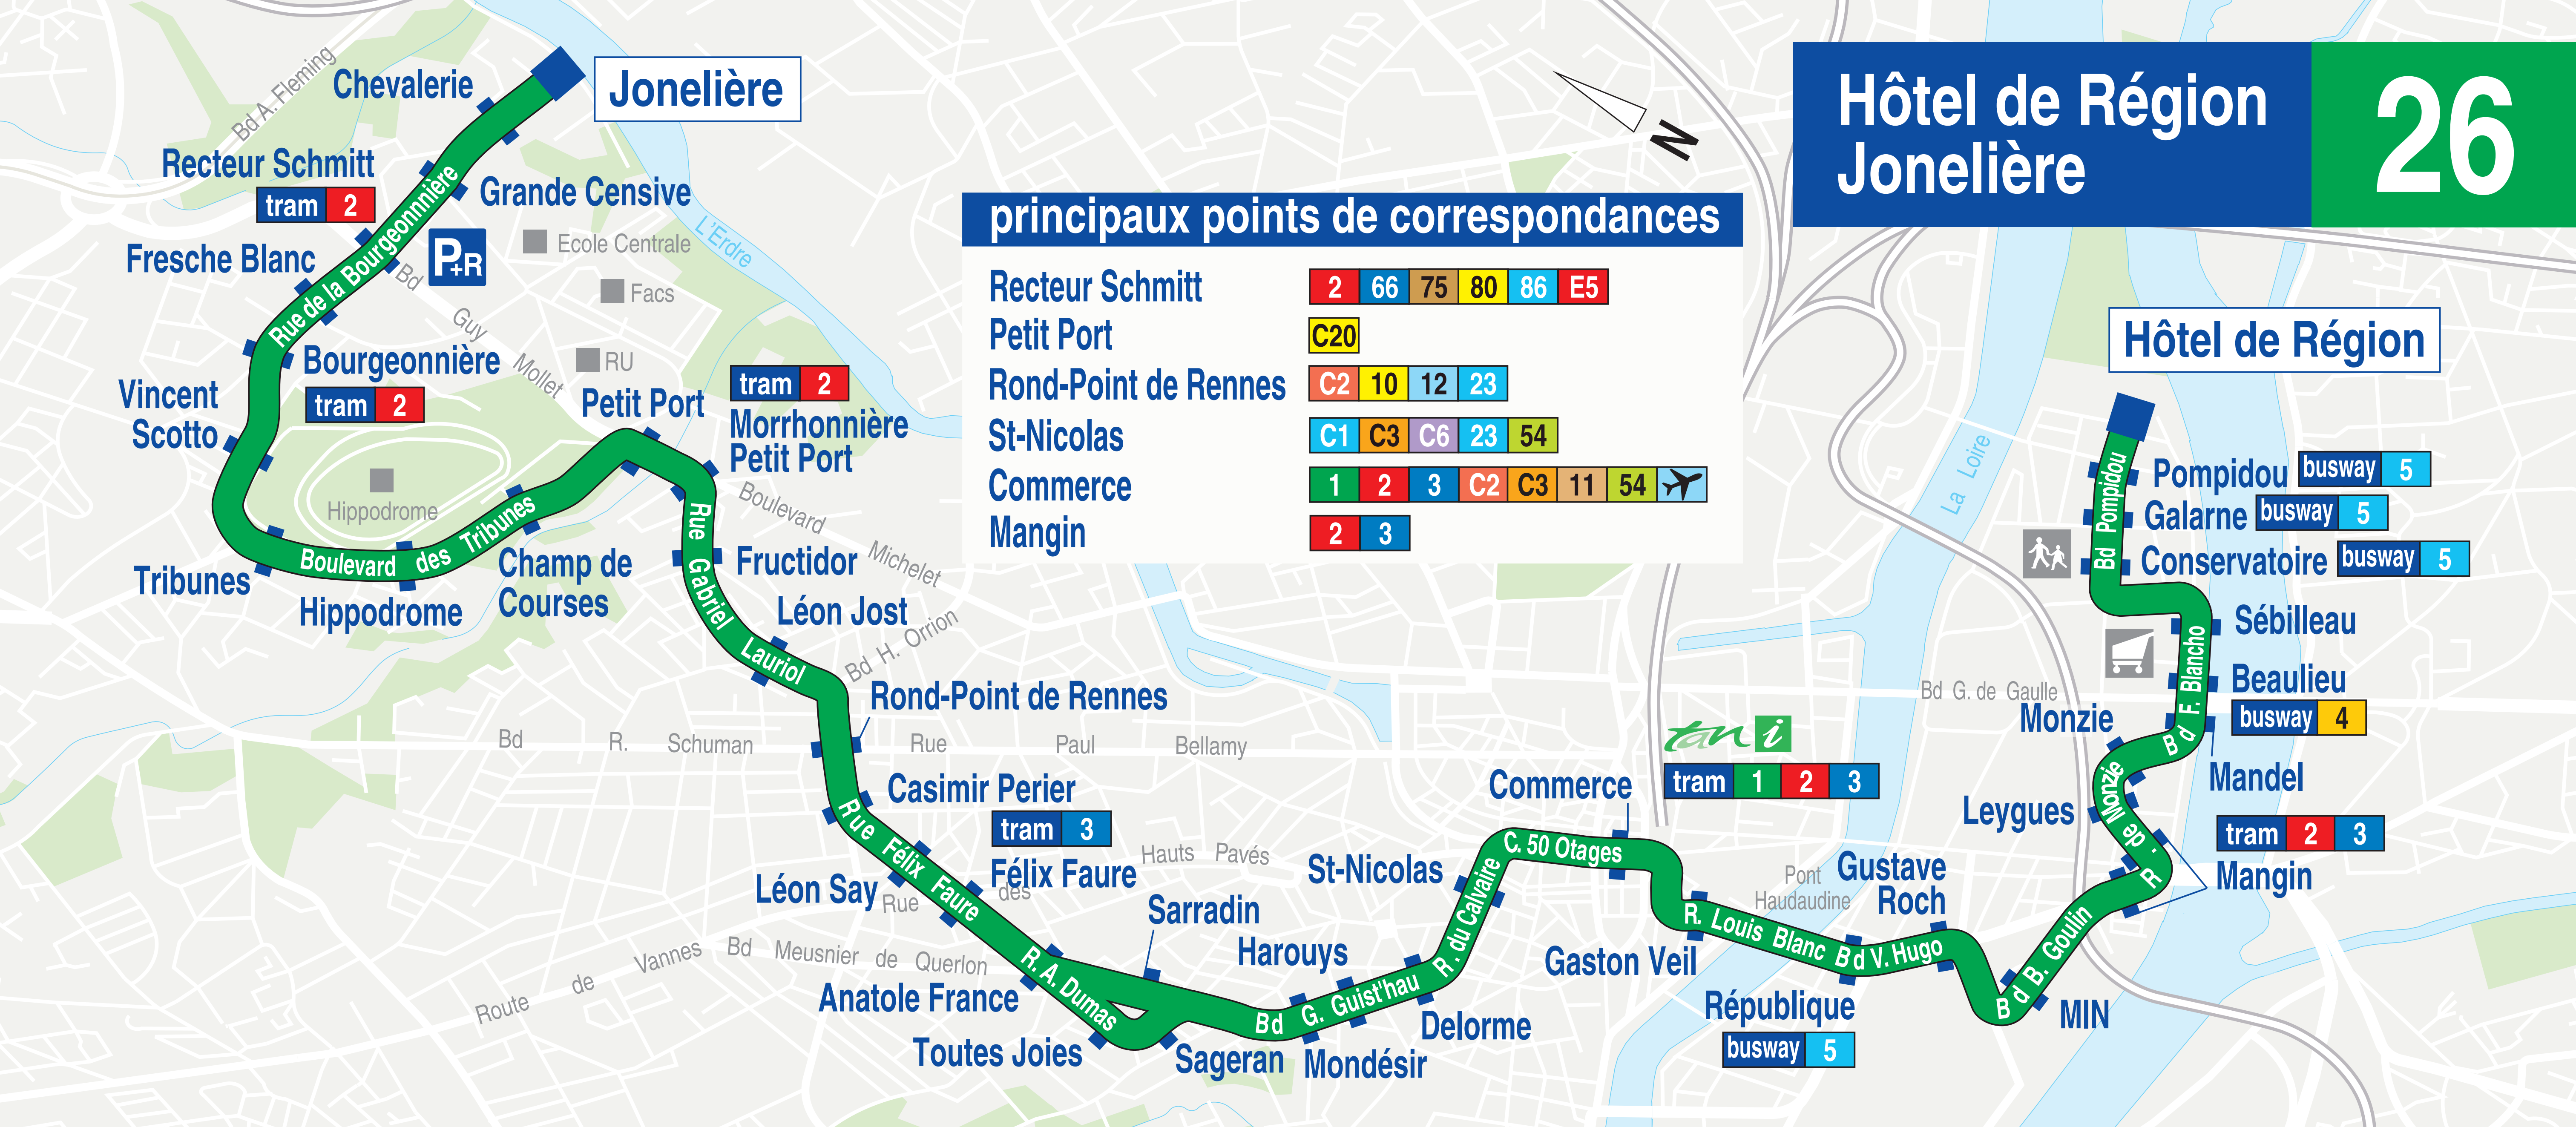 Hôtel de Région
Jonelière
26
N
Jonelière
Chevalerie
Bd A. Fleming
Recteur Schmitt
tram 2
Grande Censive
Rue de la Bourgeonnnière
P+R
Ecole Centrale
L'Erdre
Fresche Blanc
Facs
Bd Guy Mollet
RU
Bourgeonnière
tram 2
Vincent
Scotto
Petit Port
tram 2
Morrhonnière
Petit Port
Hippodrome
Boulevard des Tribunes
Tribunes
Hippodrome
Champ de
Courses
Boulevard Michelet
Rue Gabriel Lauriol
Fructidor
Léon Jost
Bd H. Orrion
principaux points de correspondances
Recteur Schmitt 2 66 75 80 86 E5
Petit Port C20
Rond-Point de Rennes C2 10 12 23
St-Nicolas C1 C3 C6 23 54
Commerce 1 2 3 C2 C3 11 54
Mangin 2 3
Rond-Point de Rennes
Bd R. Schuman
Rue Paul Bellamy
Casimir Perier
tram 3
Félix Faure
Rue Félix Faure
Léon Say
Rue des Hauts Pavés
Route de Vannes
Bd Meusnier de Querlon
Sarradin
R. A. Dumas
Anatole France
Toutes Joies
Sageran
Harouys
Bd G. Guist'hau
Mondésir
Delorme
R. du Calvaire
St-Nicolas
C. 50 Otages
Commerce
tan i
tram 1 2 3
Gaston Veil
R. Louis Blanc
Pont
Haudaudine
République
busway 5
Bd V. Hugo
Gustave
Roch
Bd B. Goulin
MIN
Mangin
tram 2 3
R. de Monzie
Leygues
Monzie
Mandel
Bd G. de Gaulle
Bd F. Blancho
Beaulieu
busway 4
Sébilleau
Conservatoire busway 5
Galarne busway 5
Pompidou busway 5
Bd Pompidou
La Loire
Hôtel de Région